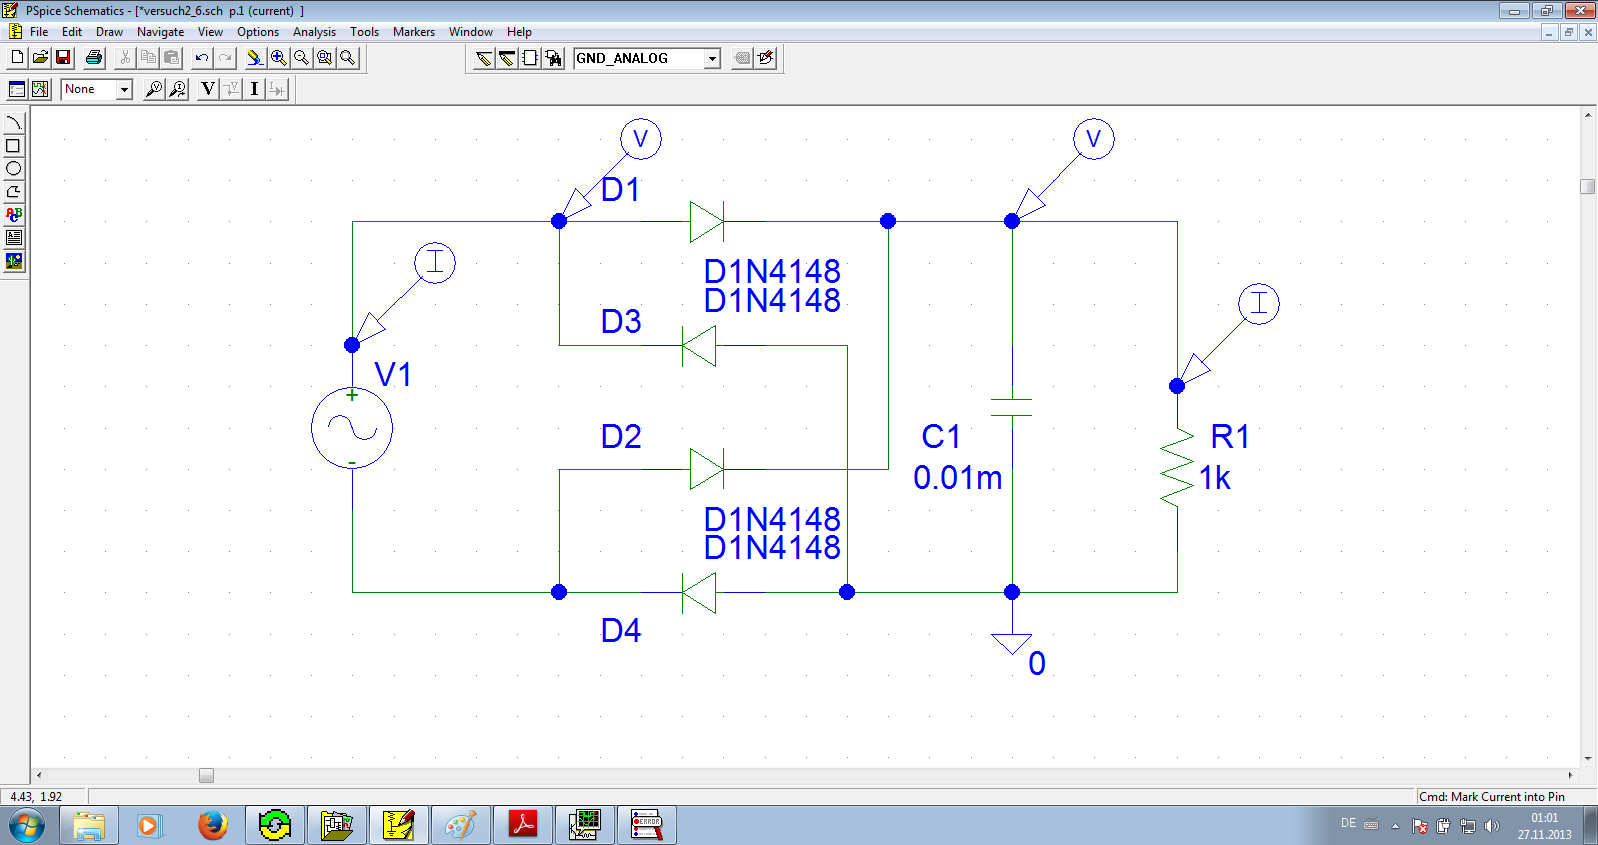 PSpice Schematics - [*versuch2_6.sch  p.1 (current)  ]
File Edit Draw Navigate View Options Analysis Tools Markers Window Help
GND_ANALOG
None
V
I
V
V
D1
I
D1N4148
D1N4148
I
D3
V1
+
D2
C1
R1
-
0.01m
1k
D1N4148
D1N4148
D4
0
4.43,  1.92
Cmd: Mark Current into Pin
ERROR
DE
01:01
27.11.2013